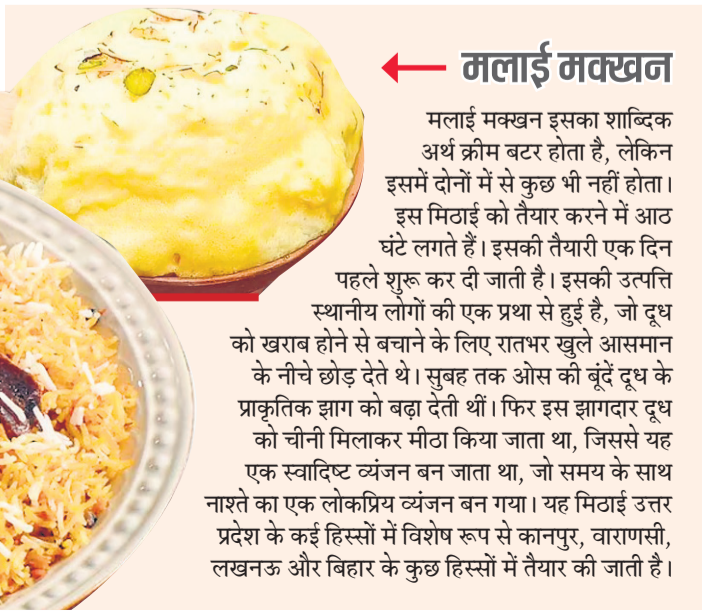 मलाई मक्खन
मलाई मक्खन इसका शाब्दिक
अर्थ क्रीम बटर होता है, लेकिन
इसमें दोनों में से कुछ भी नहीं होता।
इस मिठाई को तैयार करने में आठ
घंटे लगते हैं। इसकी तैयारी एक दिन
पहले शुरू कर दी जाती है। इसकी उत्पत्ति
स्थानीय लोगों की एक प्रथा से हुई है, जो दूध
को खराब होने से बचाने के लिए रातभर खुले आसमान
के नीचे छोड़ देते थे। सुबह तक ओस की बूंदें दूध के
प्राकृतिक झाग को बढ़ा देती थीं। फिर इस झागदार दूध
को चीनी मिलाकर मीठा किया जाता था, जिससे यह
एक स्वादिष्ट व्यंजन बन जाता था, जो समय के साथ
नाश्ते का एक लोकप्रिय व्यंजन बन गया। यह मिठाई उत्तर
प्रदेश के कई हिस्सों में विशेष रूप से कानपुर, वाराणसी,
लखनऊ और बिहार के कुछ हिस्सों में तैयार की जाती है।